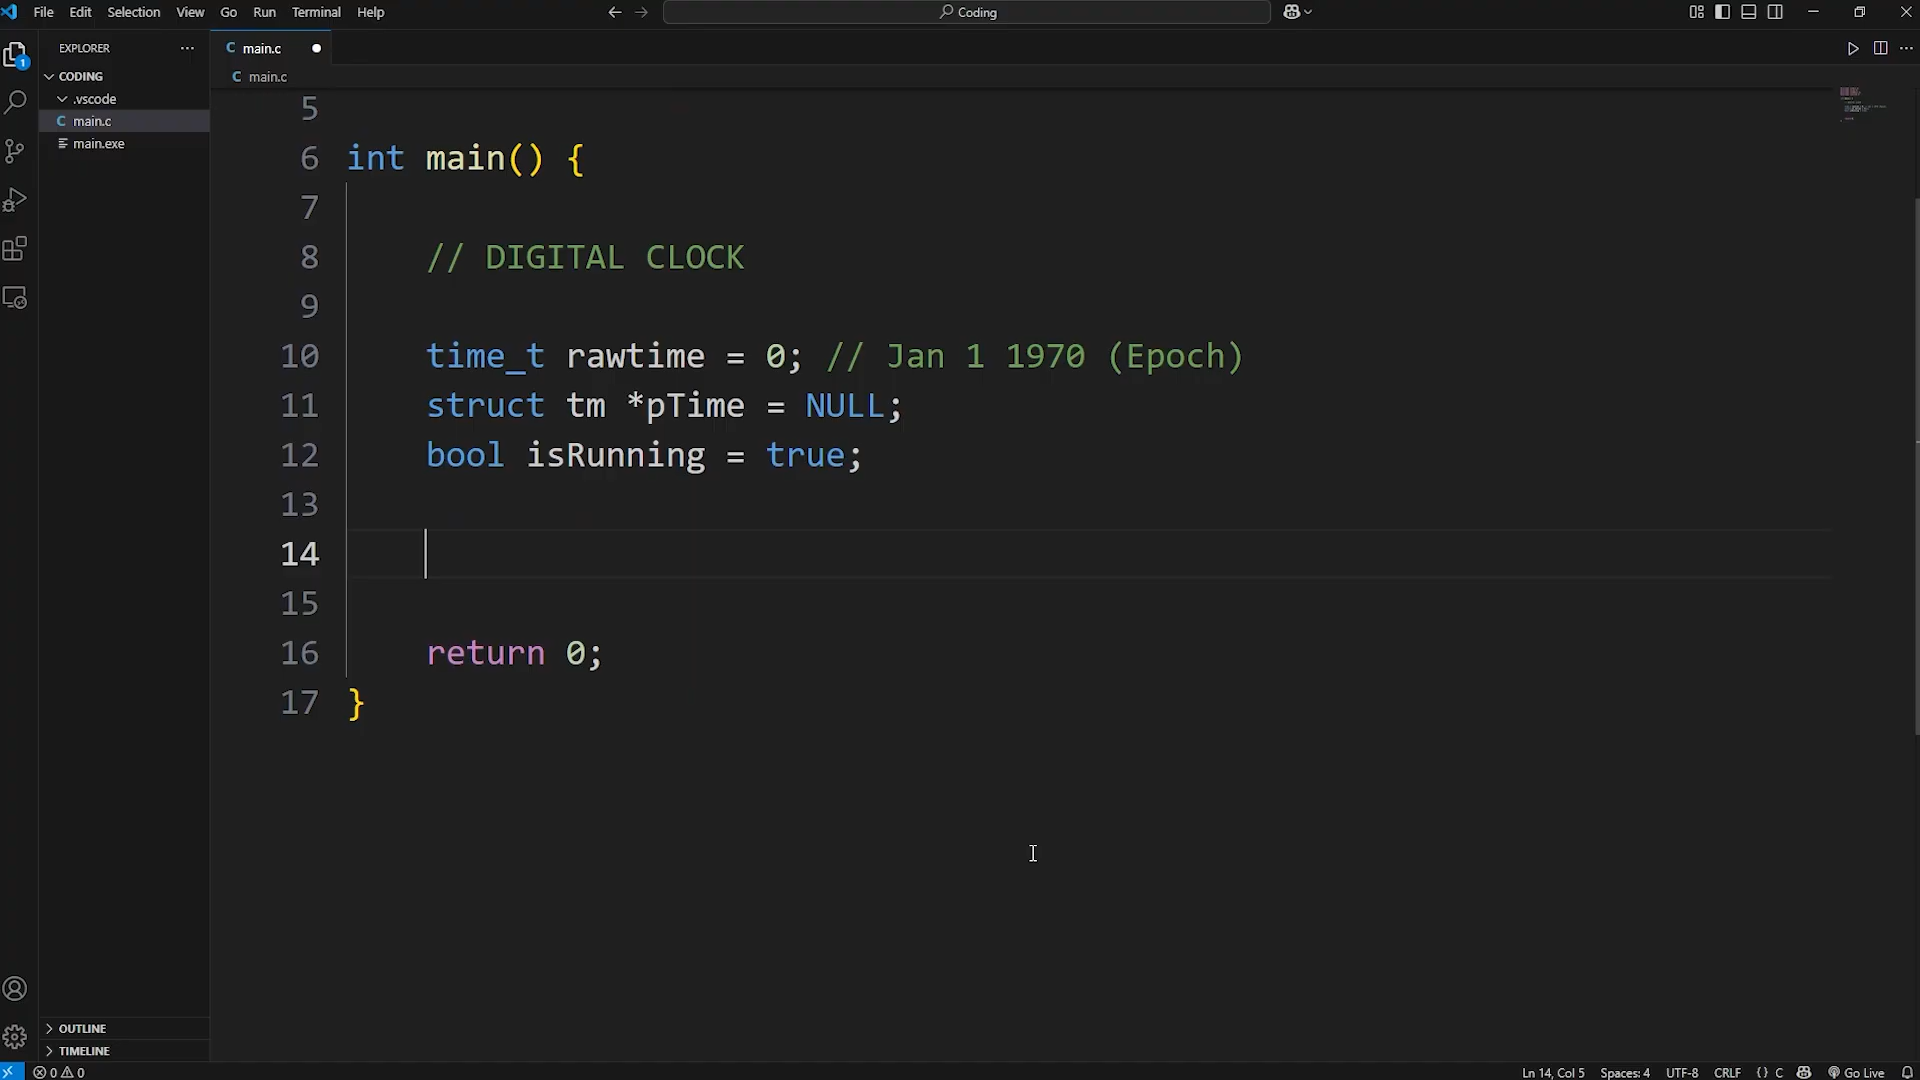 File Edit Selection View Go Run Terminal Help
Coding
EXPLORER
main.c
CODING
main.c
.vscode
main.c
main.exe
1
5
6 int main() {
7
8 // DIGITAL CLOCK
9
10 time_t rawtime = 0; // Jan 1 1970 (Epoch)
11 struct tm *pTime = NULL;
12 bool isRunning = true;
13
14
15
16 return 0;
17 }
OUTLINE
TIMELINE
0 0
Ln 14, Col 5 Spaces: 4 UTF-8 CRLF {} C Go Live